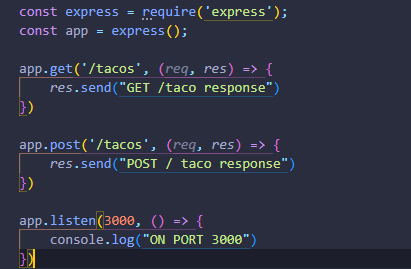 const express = require('express');
const app = express();

app.get('/tacos', (req, res) => {
    res.send("GET /taco response")
})

app.post('/tacos', (req, res) => {
    res.send("POST / taco response")
})

app.listen(3000, () => {
    console.log("ON PORT 3000")
})